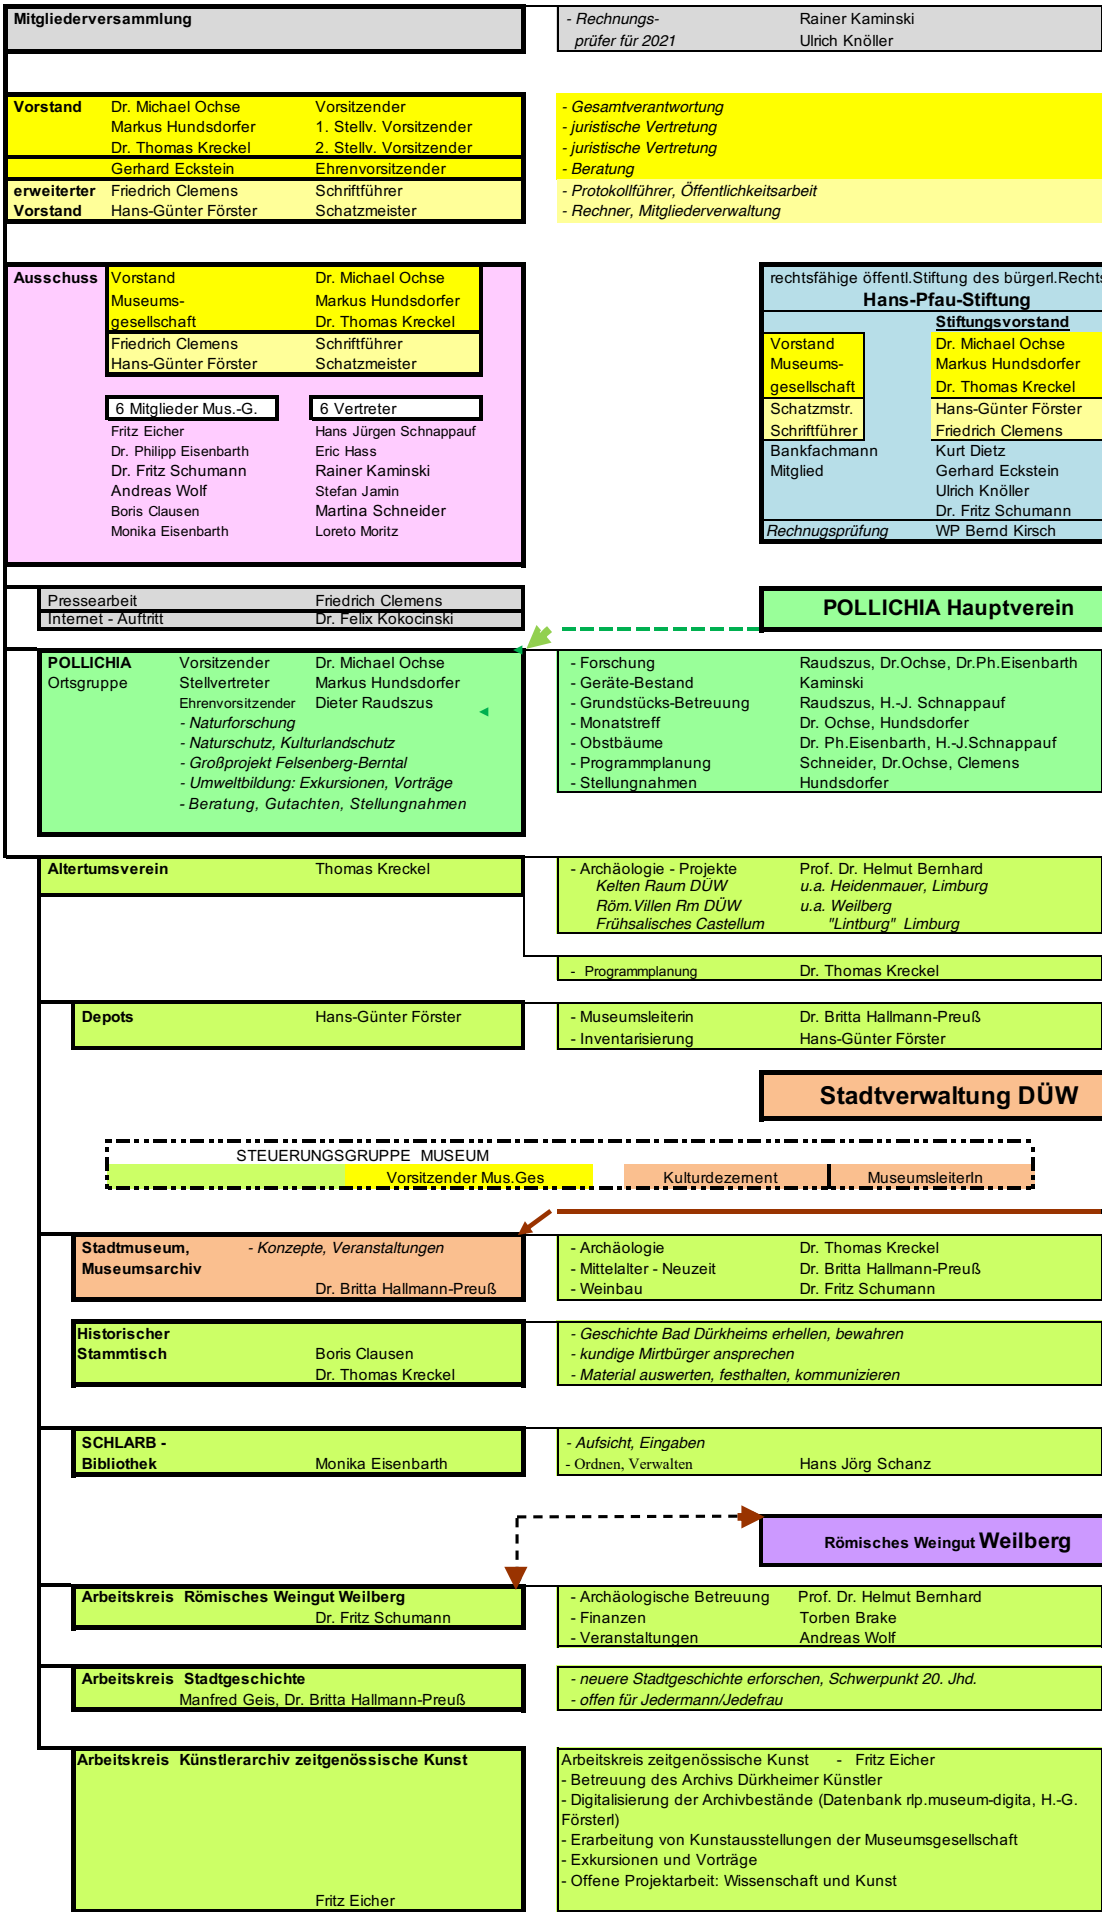 Mitgliederversammlung - Rechnungs- Rainer Kaminski
prüfer für 2021 Ulrich Knöller
Vorstand Dr. Michael Ochse Vorsitzender - Gesamtverantwortung
Markus Hundsdorfer 1. Stellv. Vorsitzender - juristische Vertretung
Dr. Thomas Kreckel 2. Stellv. Vorsitzender - juristische Vertretung
Gerhard Eckstein Ehrenvorsitzender - Beratung
erweiterter Friedrich Clemens Schriftführer - Protokollführer, Öffentlichkeitsarbeit
Vorstand Hans-Günter Förster Schatzmeister - Rechner, Mitgliederverwaltung
Ausschuss Vorstand Dr. Michael Ochse
Museums- Markus Hundsdorfer
gesellschaft Dr. Thomas Kreckel
Friedrich Clemens Schriftführer
Hans-Günter Förster Schatzmeister
6 Mitglieder Mus.-G. 6 Vertreter
Fritz Eicher Hans Jürgen Schnappauf
Dr. Philipp Eisenbarth Eric Hass
Dr. Fritz Schumann Rainer Kaminski
Andreas Wolf Stefan Jamin
Boris Clausen Martina Schneider
Monika Eisenbarth Loreto Moritz
rechtsfähige öffentl.Stiftung des bürgerl.Rechts
Hans-Pfau-Stiftung
Stiftungsvorstand
Vorstand Dr. Michael Ochse
Museums- Markus Hundsdorfer
gesellschaft Dr. Thomas Kreckel
Schatzmstr. Hans-Günter Förster
Schriftführer Friedrich Clemens
Bankfachmann Kurt Dietz
Mitglied Gerhard Eckstein
Ulrich Knöller
Dr. Fritz Schumann
Rechnugsprüfung WP Bernd Kirsch
Pressearbeit Friedrich Clemens
Internet - Auftritt Dr. Felix Kokocinski
POLLICHIA Hauptverein
POLLICHIA Vorsitzender Dr. Michael Ochse
Ortsgruppe Stellvertreter Markus Hundsdorfer
Ehrenvorsitzender Dieter Raudszus
- Naturforschung
- Naturschutz, Kulturlandschutz
- Großprojekt Felsenberg-Berntal
- Umweltbildung: Exkursionen, Vorträge
- Beratung, Gutachten, Stellungnahmen
- Forschung Raudszus, Dr.Ochse, Dr.Ph.Eisenbarth
- Geräte-Bestand Kaminski
- Grundstücks-Betreuung Raudszus, H.-J. Schnappauf
- Monatstreff Dr. Ochse, Hundsdorfer
- Obstbäume Dr. Ph.Eisenbarth, H.-J.Schnappauf
- Programmplanung Schneider, Dr.Ochse, Clemens
- Stellungnahmen Hundsdorfer
Altertumsverein Thomas Kreckel
- Archäologie - Projekte Prof. Dr. Helmut Bernhard
Kelten Raum DÜW u.a. Heidenmauer, Limburg
Röm.Villen Rm DÜW u.a. Weilberg
Frühsalisches Castellum "Lintburg" Limburg
- Programmplanung Dr. Thomas Kreckel
Depots Hans-Günter Förster
- Museumsleiterin Dr. Britta Hallmann-Preuß
- Inventarisierung Hans-Günter Förster
Stadtverwaltung DÜW
STEUERUNGSGRUPPE MUSEUM
Vorsitzender Mus.Ges Kulturdezernent MuseumsleiterIn
Stadtmuseum, - Konzepte, Veranstaltungen
Museumsarchiv
Dr. Britta Hallmann-Preuß
- Archäologie Dr. Thomas Kreckel
- Mittelalter - Neuzeit Dr. Britta Hallmann-Preuß
- Weinbau Dr. Fritz Schumann
Historischer
Stammtisch Boris Clausen
Dr. Thomas Kreckel
- Geschichte Bad Dürkheims erhellen, bewahren
- kundige Mirtbürger ansprechen
- Material auswerten, festhalten, kommunizieren
SCHLARB -
Bibliothek Monika Eisenbarth
- Aufsicht, Eingaben
- Ordnen, Verwalten Hans Jörg Schanz
Römisches Weingut Weilberg
Arbeitskreis Römisches Weingut Weilberg
Dr. Fritz Schumann
- Archäologische Betreuung Prof. Dr. Helmut Bernhard
- Finanzen Torben Brake
- Veranstaltungen Andreas Wolf
Arbeitskreis Stadtgeschichte
Manfred Geis, Dr. Britta Hallmann-Preuß
- neuere Stadtgeschichte erforschen, Schwerpunkt 20. Jhd.
- offen für Jedermann/Jedefrau
Arbeitskreis Künstlerarchiv zeitgenössische Kunst
Fritz Eicher
Arbeitskreis zeitgenössische Kunst - Fritz Eicher
- Betreuung des Archivs Dürkheimer Künstler
- Digitalisierung der Archivbestände (Datenbank rlp.museum-digita, H.-G.
Försterl)
- Erarbeitung von Kunstausstellungen der Museumsgesellschaft
- Exkursionen und Vorträge
- Offene Projektarbeit: Wissenschaft und Kunst